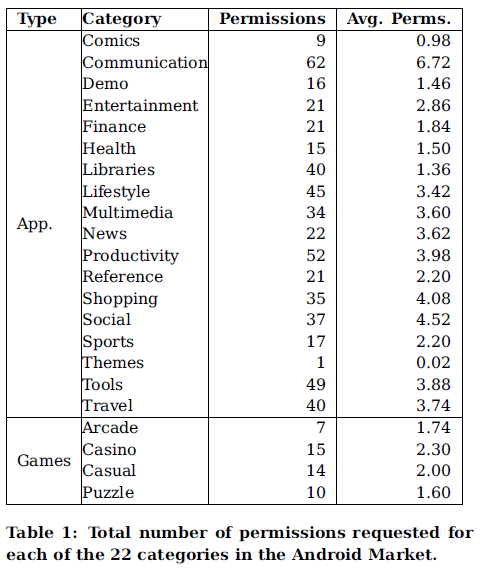 Type Category Permissions Avg. Perms.
App.
Comics 9 0.98
Communication 62 6.72
Demo 16 1.46
Entertainment 21 2.86
Finance 21 1.84
Health 15 1.50
Libraries 40 1.36
Lifestyle 45 3.42
Multimedia 34 3.60
News 22 3.62
Productivity 52 3.98
Reference 21 2.20
Shopping 35 4.08
Social 37 4.52
Sports 17 2.20
Themes 1 0.02
Tools 49 3.88
Travel 40 3.74
Games
Arcade 7 1.74
Casino 15 2.30
Casual 14 2.00
Puzzle 10 1.60
Table 1: Total number of permissions requested for
each of the 22 categories in the Android Market.